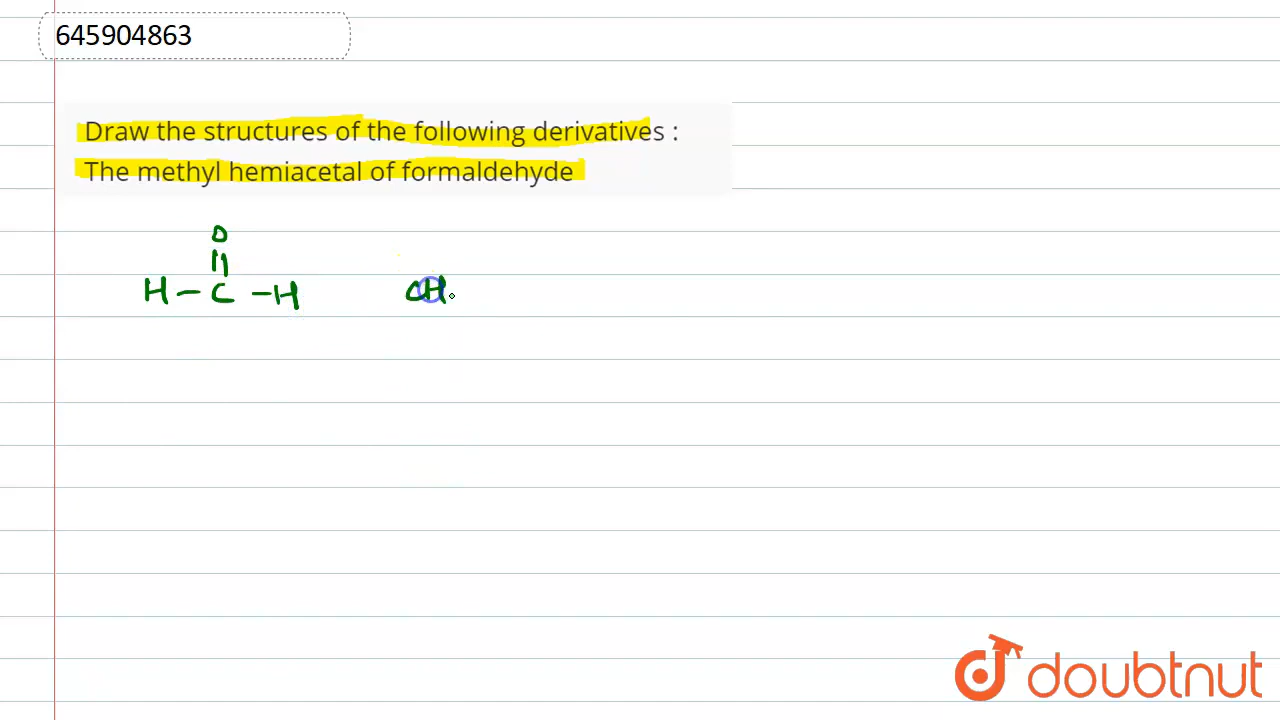 645904863
Draw the structures of the following derivatives :
The methyl hemiacetal of formaldehyde
O
||
H - C - H CH
doubtnut